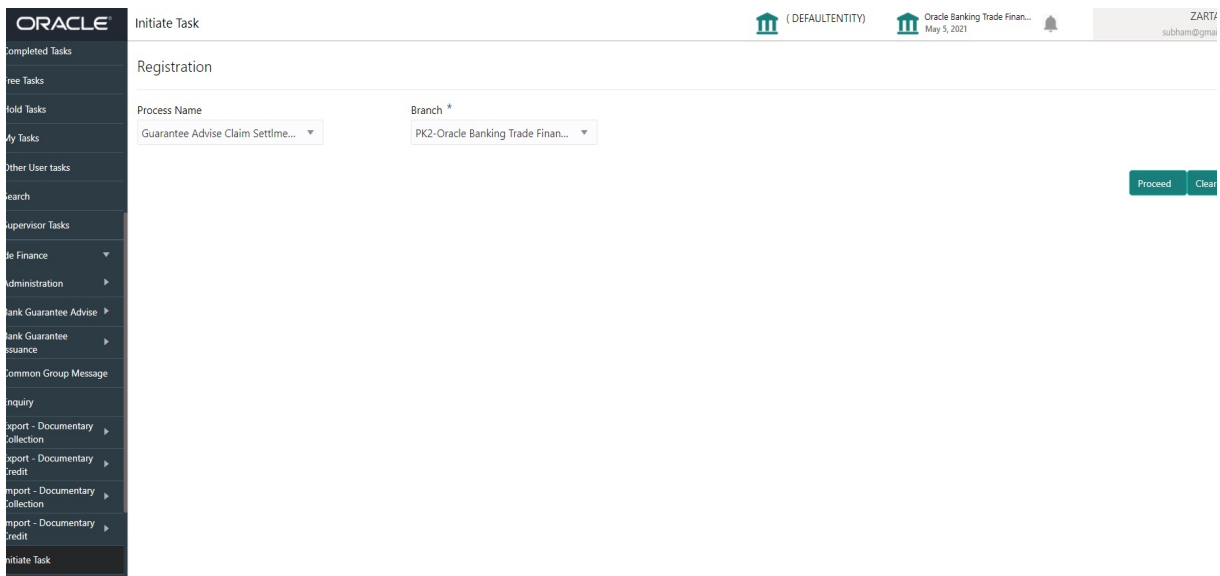 ORACLE
Initiate Task
( DEFAULTENTITY)
Oracle Banking Trade Finan...
May 5, 2021
ZARTA
subham@gmai
Completed Tasks
Free Tasks
Hold Tasks
My Tasks
Other User tasks
Search
Supervisor Tasks
de Finance
Administration
Bank Guarantee Advise
Bank Guarantee
Issuance
Common Group Message
Enquiry
Export - Documentary
Collection
Export - Documentary
Credit
Import - Documentary
Collection
Import - Documentary
Credit
Initiate Task
Registration
Process Name
Branch *
Guarantee Advise Claim Settlme...
PK2-Oracle Banking Trade Finan...
Proceed
Clear